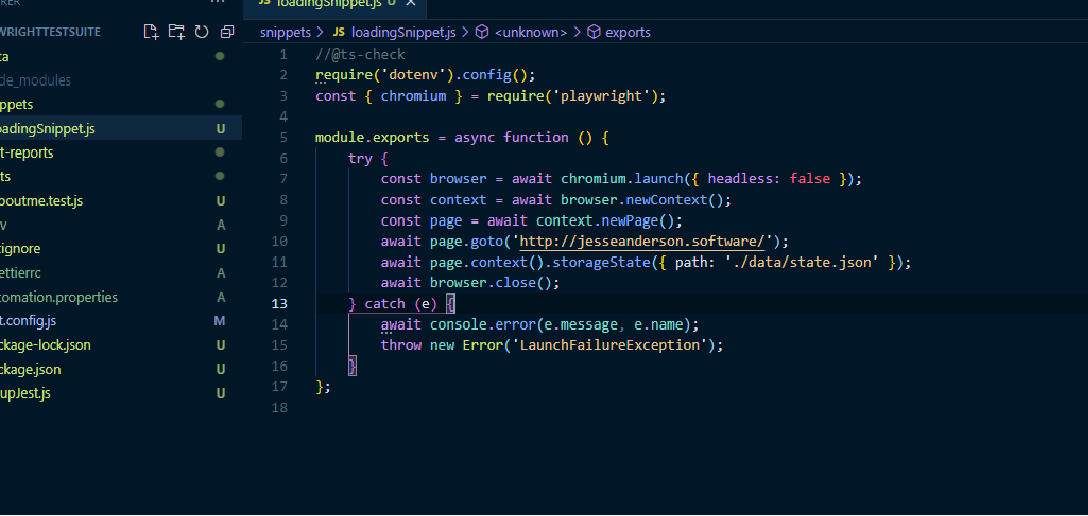 loadingSnippet.js U
WRIGHTTESTSUITE
ta
de_modules
ppets
oadingSnippet.js U
t-reports
ts
boutme.test.js U
v A
tignore U
ettierrc A
tomation.properties A
t.config.js M
ckage-lock.json U
ckage.json U
upJest.js U
snippets > JS loadingSnippet.js > <unknown> > exports
1 //@ts-check
2 require('dotenv').config();
3 const { chromium } = require('playwright');
4
5 module.exports = async function () {
6 try {
7 const browser = await chromium.launch({ headless: false });
8 const context = await browser.newContext();
9 const page = await context.newPage();
10 await page.goto('http://jesseanderson.software/');
11 await page.context().storageState({ path: './data/state.json' });
12 await browser.close();
13 } catch (e) {
14 await console.error(e.message, e.name);
15 throw new Error('LaunchFailureException');
16 }
17 };
18